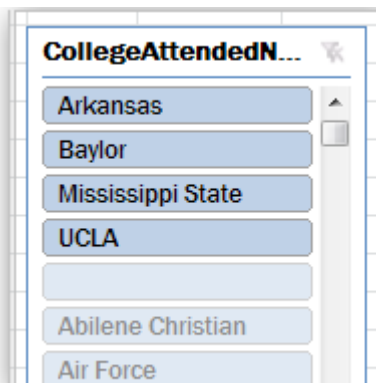 CollegeAttendedN...
Arkansas
Baylor
Mississippi State
UCLA
Abilene Christian
Air Force